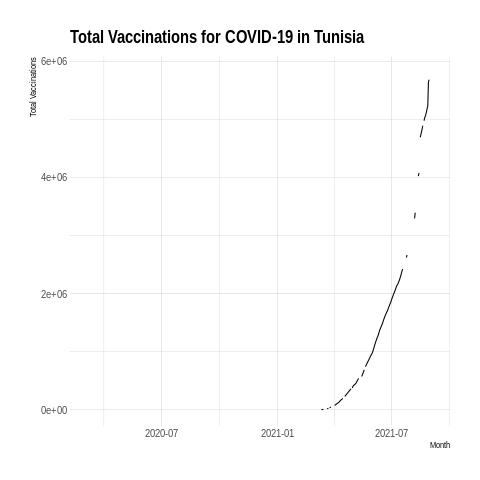 Total Vaccinations for COVID-19 in Tunisia
Total Vaccinations
6e+06
4e+06
2e+06
0e+00
2020-07 2021-01 2021-07
Month